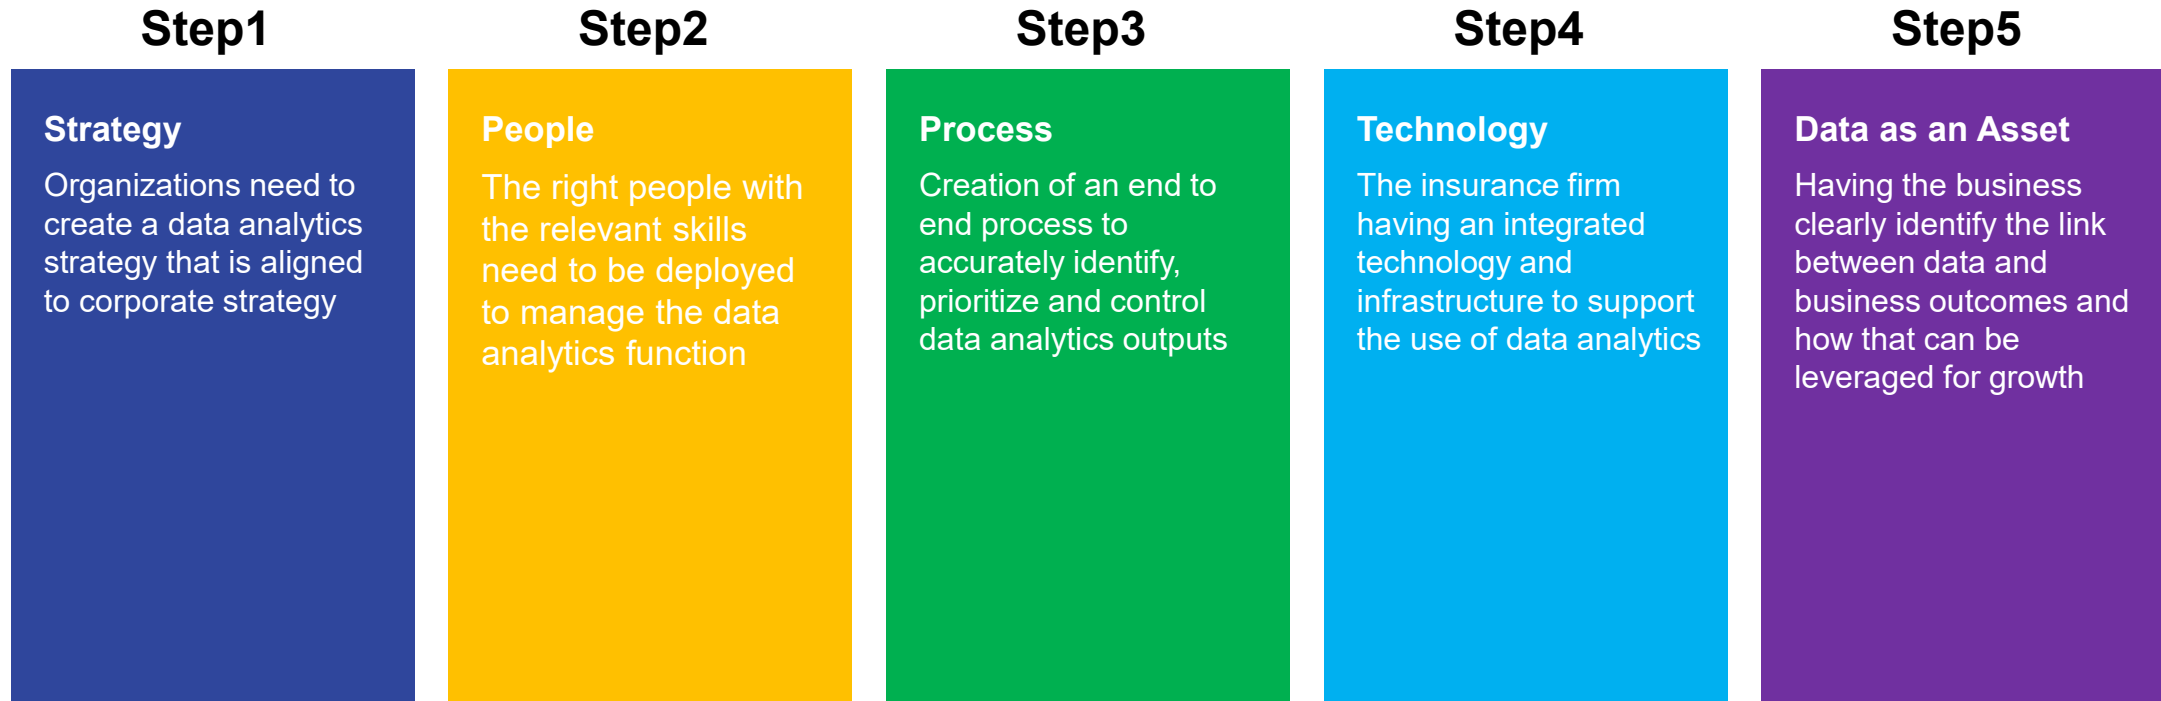 Step1
Strategy
Organizations need to
create a data analytics
strategy that is aligned
to corporate strategy
Step2
People
The right people with
the relevant skills
need to be deployed
to manage the data
analytics function
Step3
Process
Creation of an end to
end process to
accurately identify,
prioritize and control
data analytics outputs
Step4
Technology
The insurance firm
having an integrated
technology and
infrastructure to support
the use of data analytics
Step5
Data as an Asset
Having the business
clearly identify the link
between data and
business outcomes and
how that can be
leveraged for growth